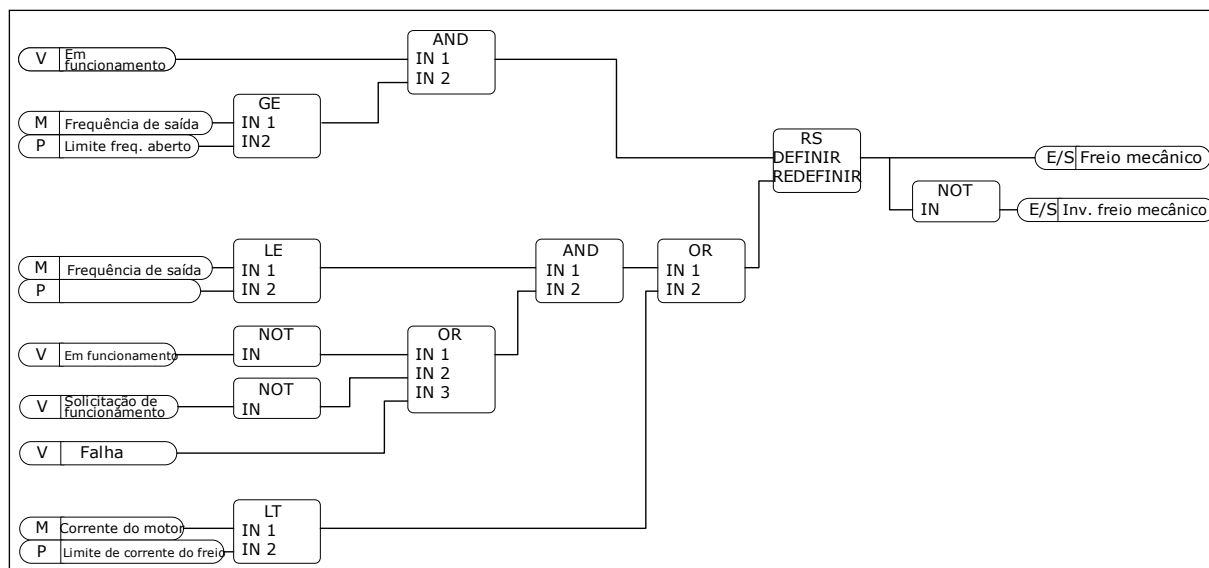 AND
IN 1
IN 2
V Em
funcionamento
GE
IN 1
IN2
M Frequência de saída
P Limite freq. aberto
RS
DEFINIR
REDEFINIR
E/S Freio mecânico
NOT
IN
E/S Inv. freio mecânico
LE
IN 1
IN 2
M Frequência de saída
P
AND
IN 1
IN 2
OR
IN 1
IN 2
V Em funcionamento
NOT
IN
OR
IN 1
IN 2
IN 3
V Solicitação de
funcionamento
NOT
IN
V Falha
LT
IN 1
IN 2
M Corrente do motor
P Limite de corrente do freio